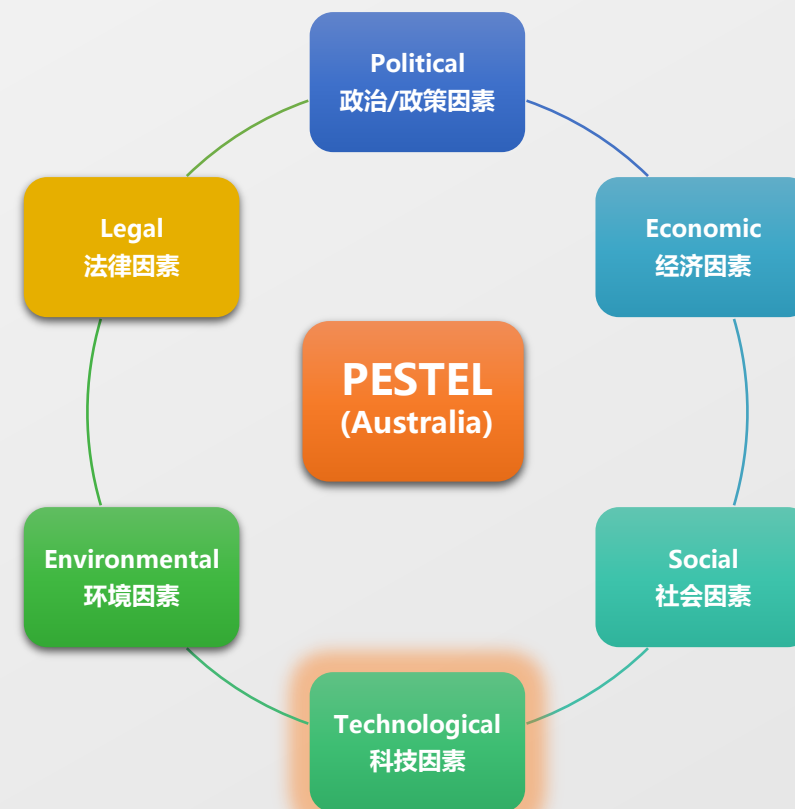 Political
政治/政策因素
Legal
法律因素
Economic
经济因素
PESTEL
(Australia)
Environmental
环境因素
Social
社会因素
Technological
科技因素